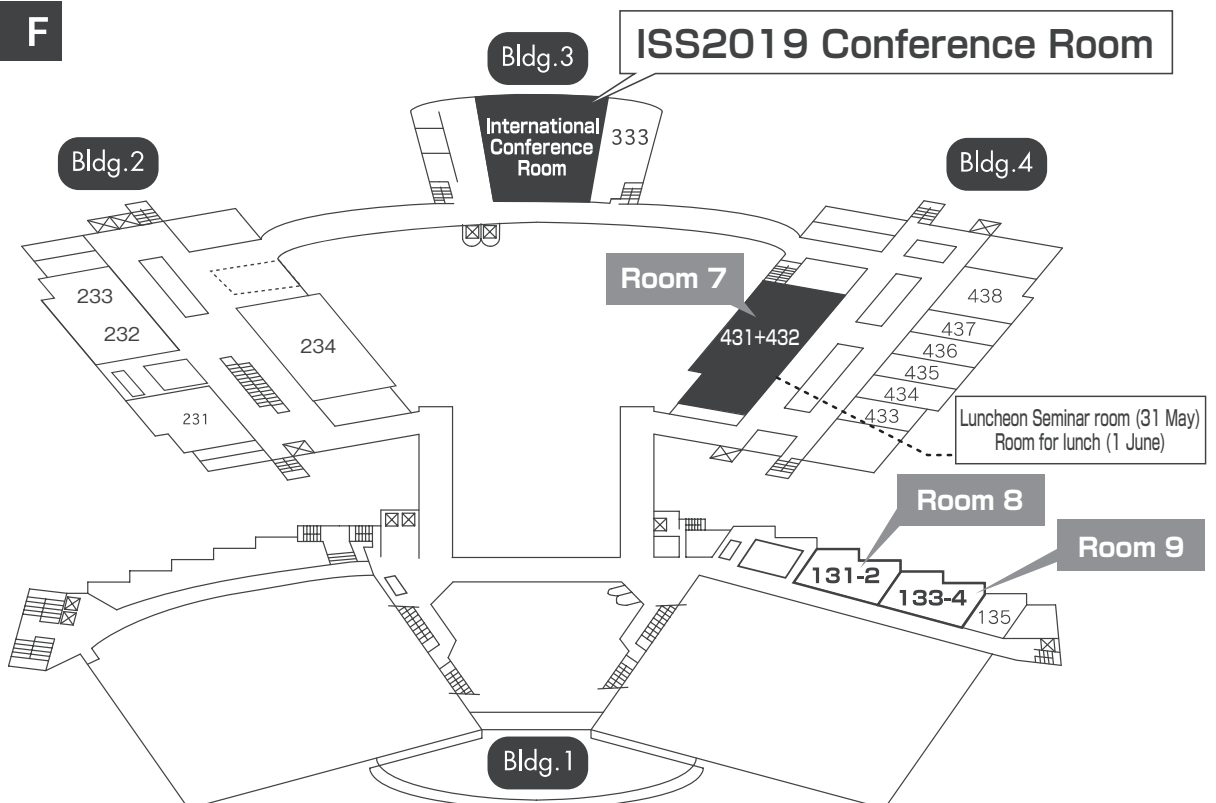 F
ISS2019 Conference Room
Bldg.3
International
Conference
Room
333
Bldg.2
Bldg.4
Room 7
233
232
234
431+432
438
437
436
435
434
433
231
Luncheon Seminar room (31 May)
Room for lunch (1 June)
Room 8
Room 9
131-2
133-4
135
Bldg.1